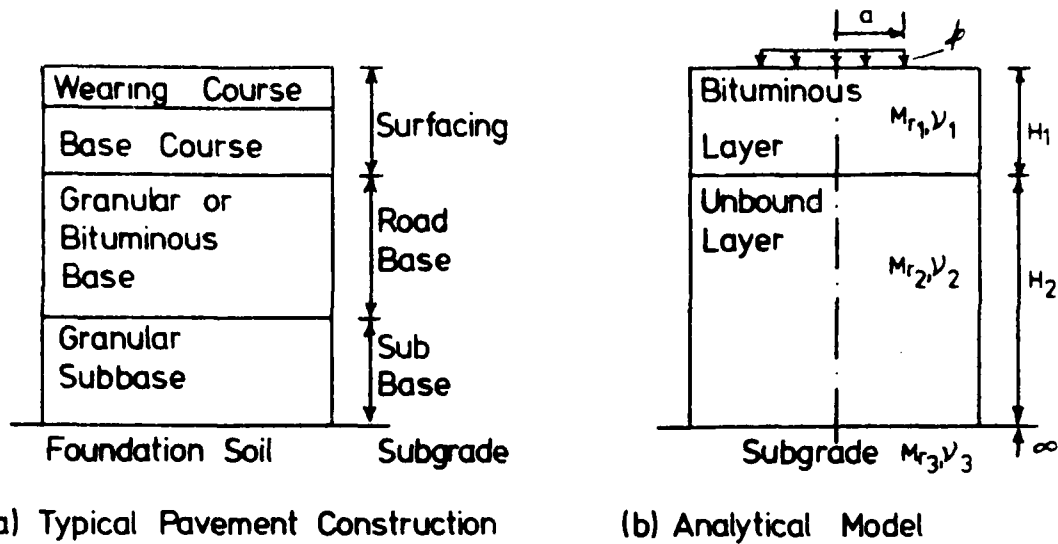 Wearing Course
Base Course
Surfacing
Granular or
Bituminous
Base
Road
Base
Granular
Subbase
Sub
Base
Foundation Soil
Subgrade
a) Typical Pavement Construction
a
p
Bituminous
Layer
Mr1,ν1
H1
Unbound
Layer
Mr2,ν2
H2
Subgrade Mr3,ν3
∞
(b) Analytical Model